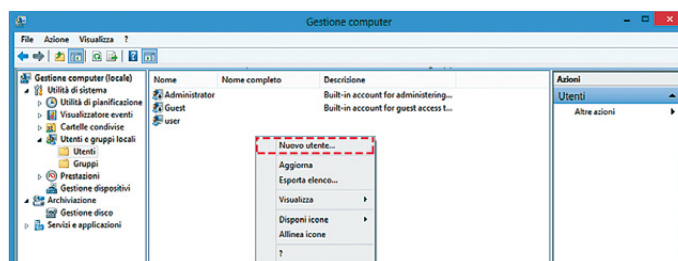 Gestione computer
File Azione Visualizza ?
Gestione computer (locale)
Utilità di sistema
Utilità di pianificazione
Visualizzatore eventi
Cartelle condivise
Utenti e gruppi locali
Utenti
Gruppi
Prestazioni
Gestione dispositivi
Archiviazione
Gestione disco
Servizi e applicazioni
Nome Nome completo Descrizione
Administrator Built-in account for administering...
Guest Built-in account for guest access t...
user
Nuovo utente...
Aggiorna
Esporta elenco...
Visualizza
Disponi icone
Allinea icone
?
Azioni
Utenti
Altre azioni